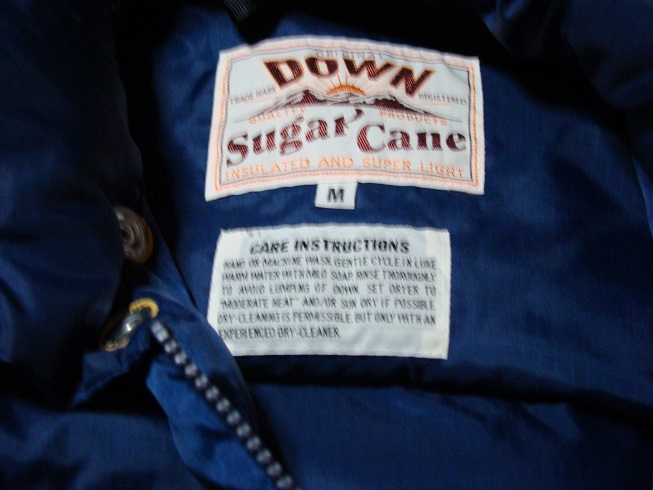 ORIGINAL
DOWN
TRADE MARK REGISTERED
QUALITY PRODUCTS
Sugar Cane
INSULATED AND SUPER LIGHT
M
CARE INSTRUCTIONS
HAND OR MACHINE WASH GENTLE CYCLE IN LUKE
WARM WATER WITH MILD SOAP. RINSE THOROUGHLY
TO AVOID LUMPING OF DOWN. SET DRYER TO
"MODERATE HEAT" AND/OR SUN DRY IF POSSIBLE.
DRY-CLEANING IS PERMISSIBLE BUT ONLY WITH AN
EXPERIENCED DRY-CLEANER.